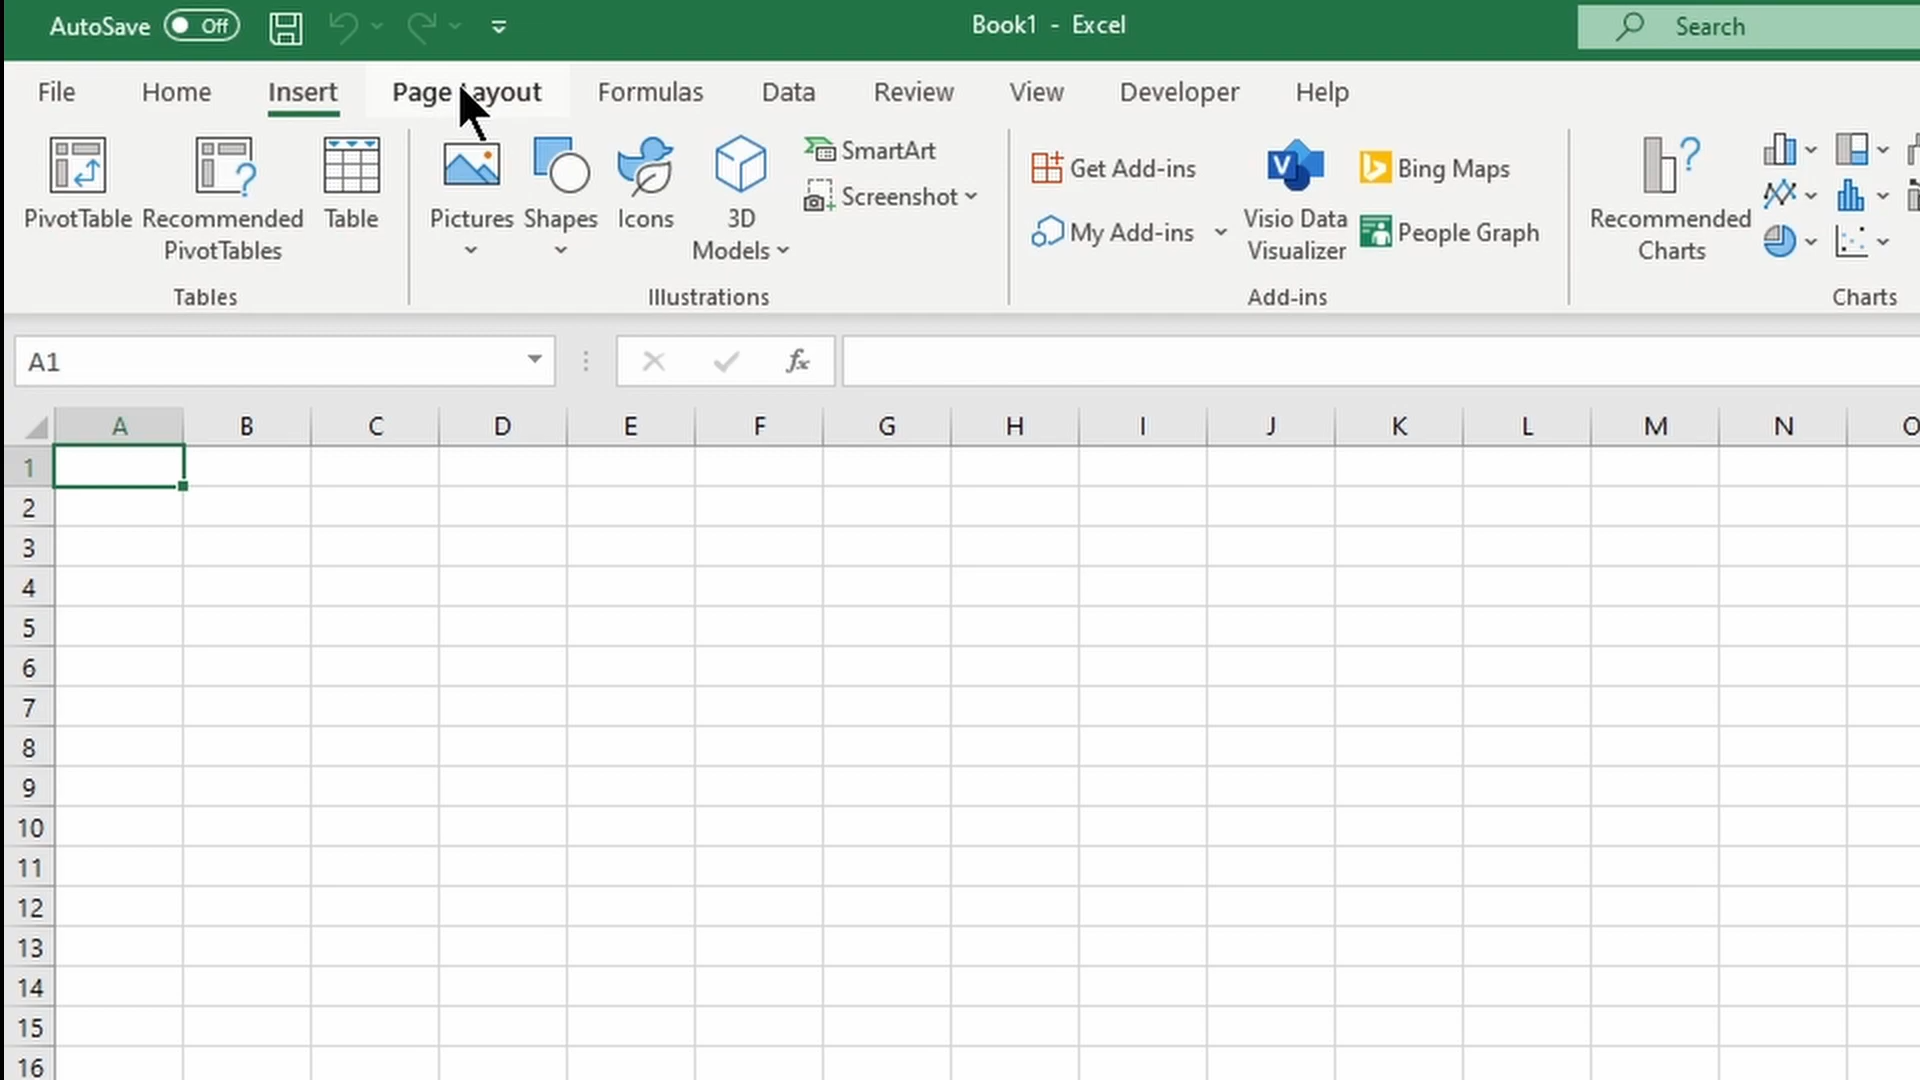 AutoSave Off Book1 - Excel Search
File Home Insert Page Layout Formulas Data Review View Developer Help
PivotTable Recommended PivotTables Table
Tables
Pictures Shapes Icons 3D Models SmartArt Screenshot
Illustrations
Get Add-ins My Add-ins Visio Data Visualizer Bing Maps People Graph
Add-ins
Recommended Charts
Charts
A1 fx
A B C D E F G H I J K L M N O
1
2
3
4
5
6
7
8
9
10
11
12
13
14
15
16